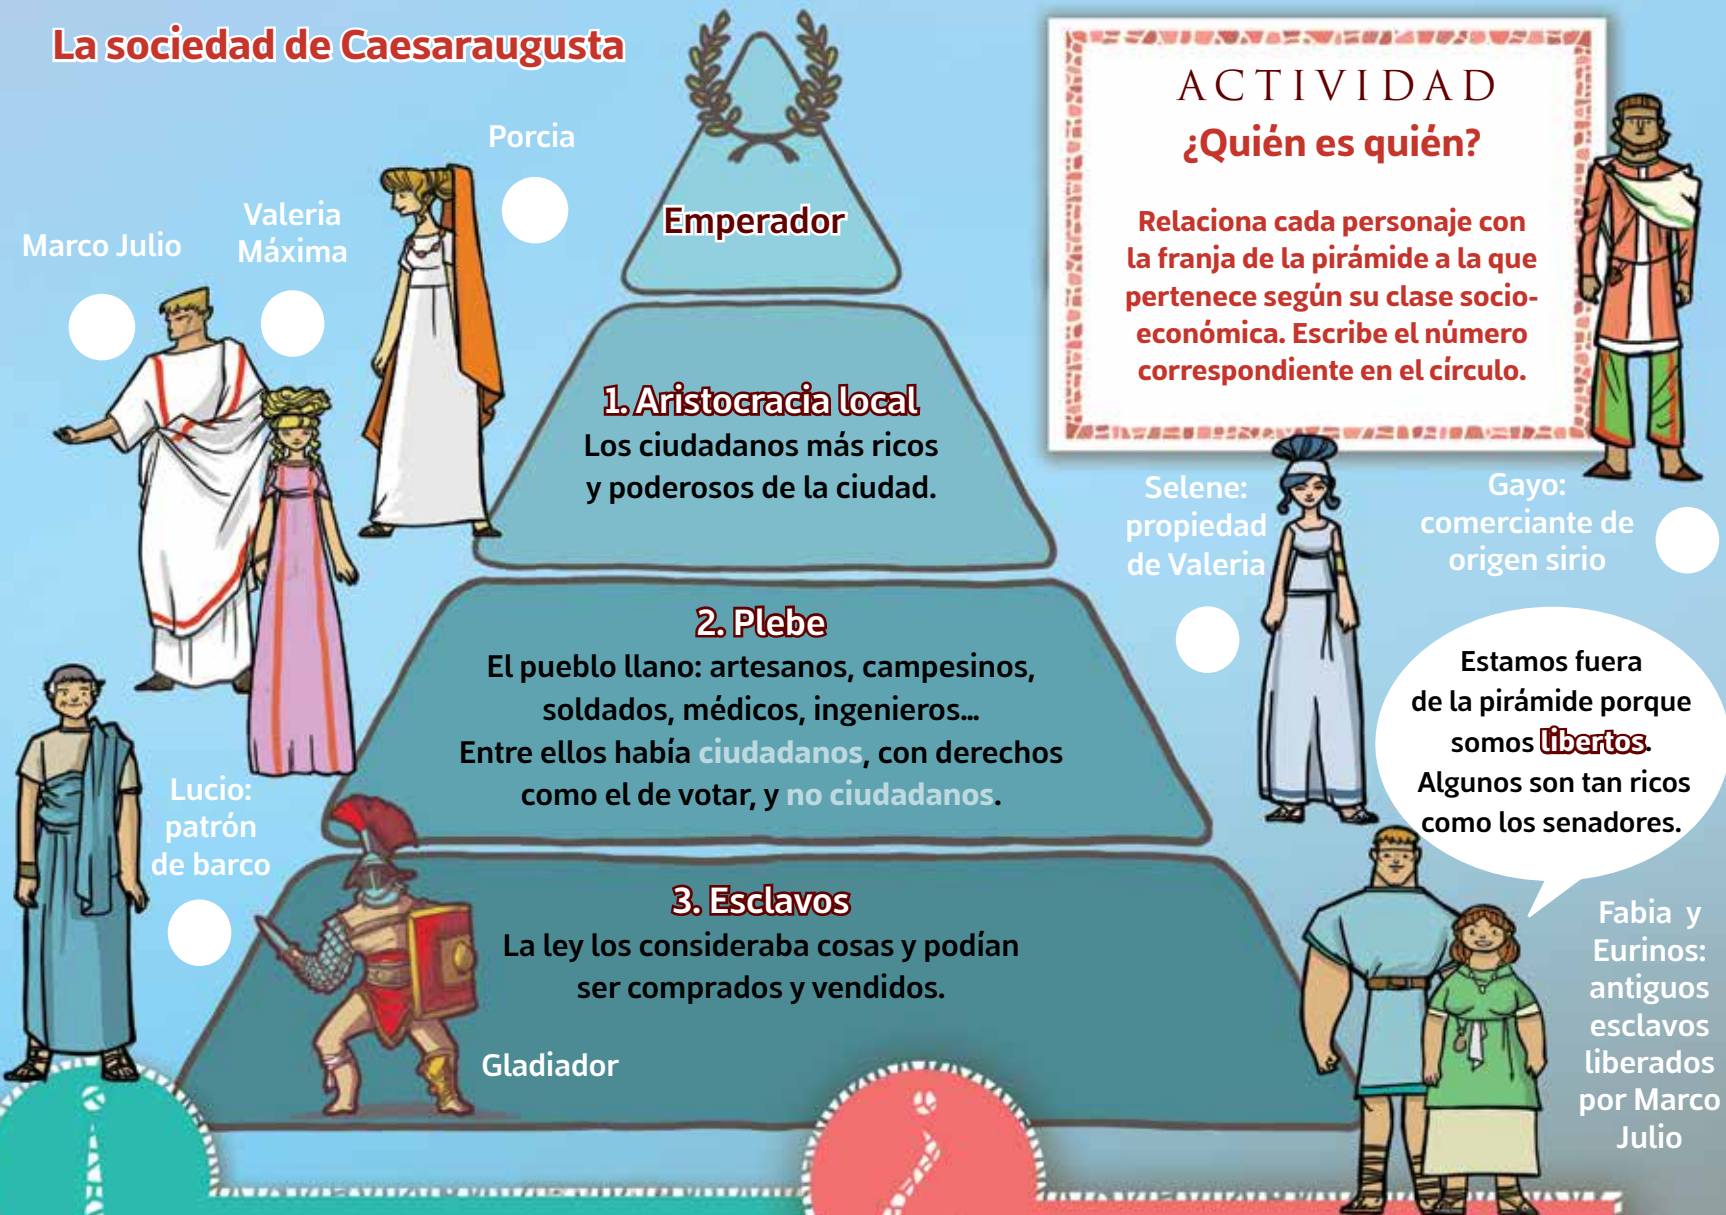 La sociedad de Caesaraugusta
Porcia
Valeria
Máxima
Marco Julio
Emperador
1. Aristocracia local
Los ciudadanos más ricos
y poderosos de la ciudad.
2. Plebe
El pueblo llano: artesanos, campesinos,
soldados, médicos, ingenieros...
Entre ellos había ciudadanos, con derechos
como el de votar, y no ciudadanos.
Lucio:
patrón
de barco
3. Esclavos
La ley los consideraba cosas y podían
ser comprados y vendidos.
Gladiador
ACTIVIDAD
¿Quién es quién?
Relaciona cada personaje con
la franja de la pirámide a la que
pertenece según su clase socio-
económica. Escribe el número
correspondiente en el círculo.
Selene:
propiedad
de Valeria
Gayo:
comerciante de
origen sirio
Estamos fuera
de la pirámide porque
somos libertos.
Algunos son tan ricos
como los senadores.
Fabia y
Eurinos:
antiguos
esclavos
liberados
por Marco
Julio